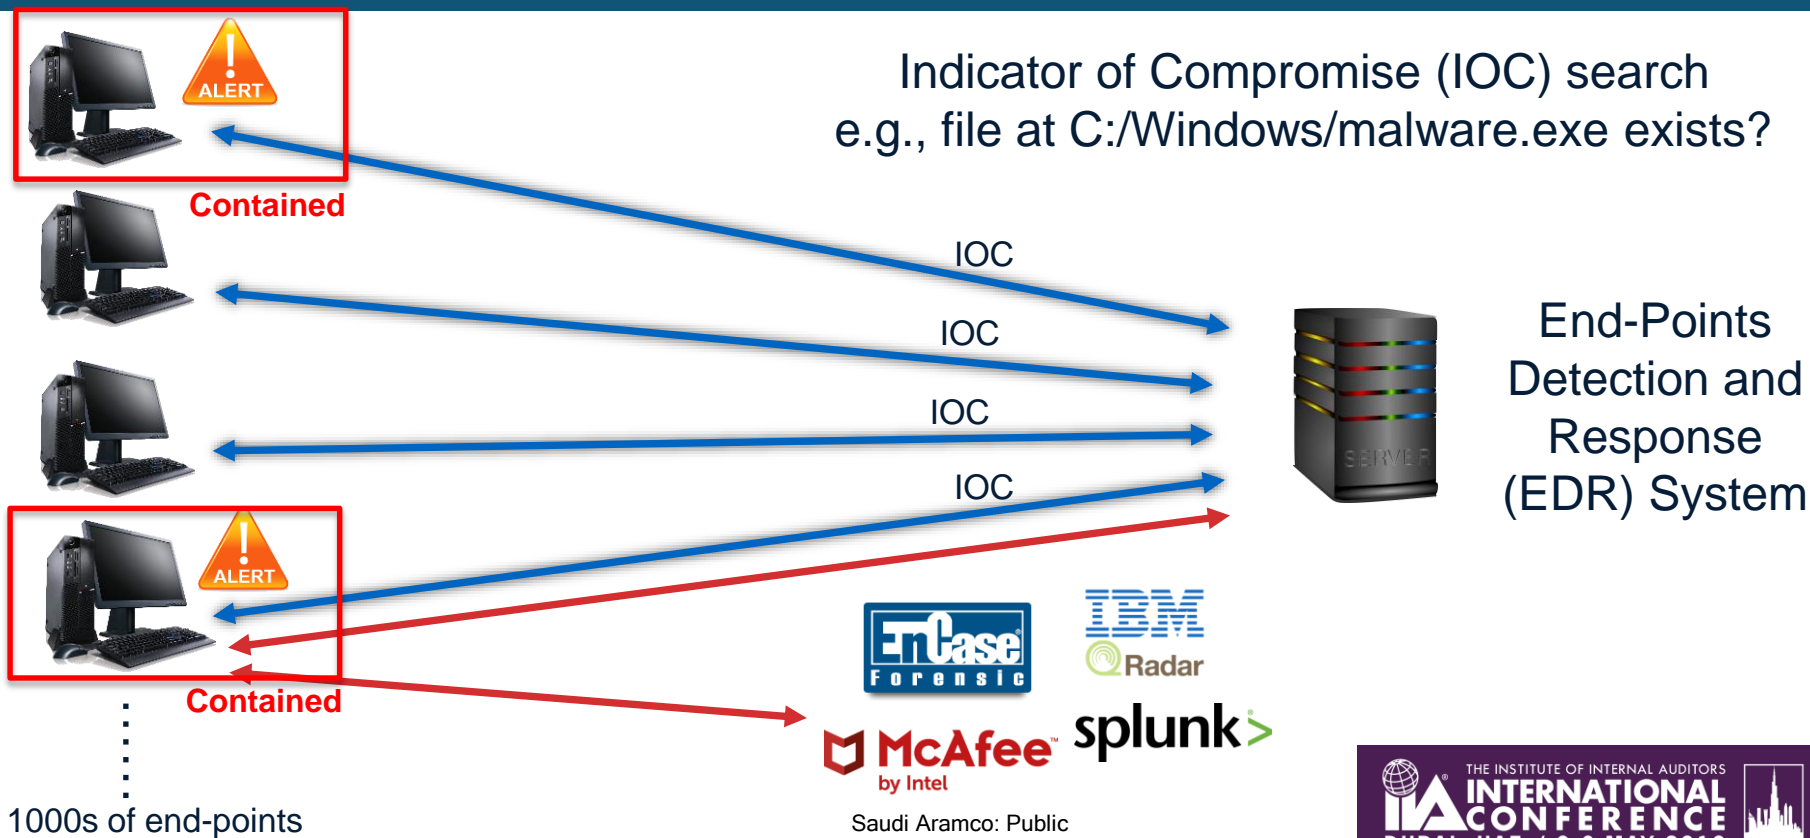 Indicator of Compromise (IOC) search
e.g., file at C:/Windows/malware.exe exists?
ALERT
Contained
IOC
IOC
IOC
IOC
SERVER
End-Points
Detection and
Response
(EDR) System
ALERT
Contained
1000s of end-points
EnCase®
Forensic
IBM
QRadar
McAfee™
by Intel
splunk>
Saudi Aramco: Public
THE INSTITUTE OF INTERNAL AUDITORS
IIA®
INTERNATIONAL
CONFERENCE